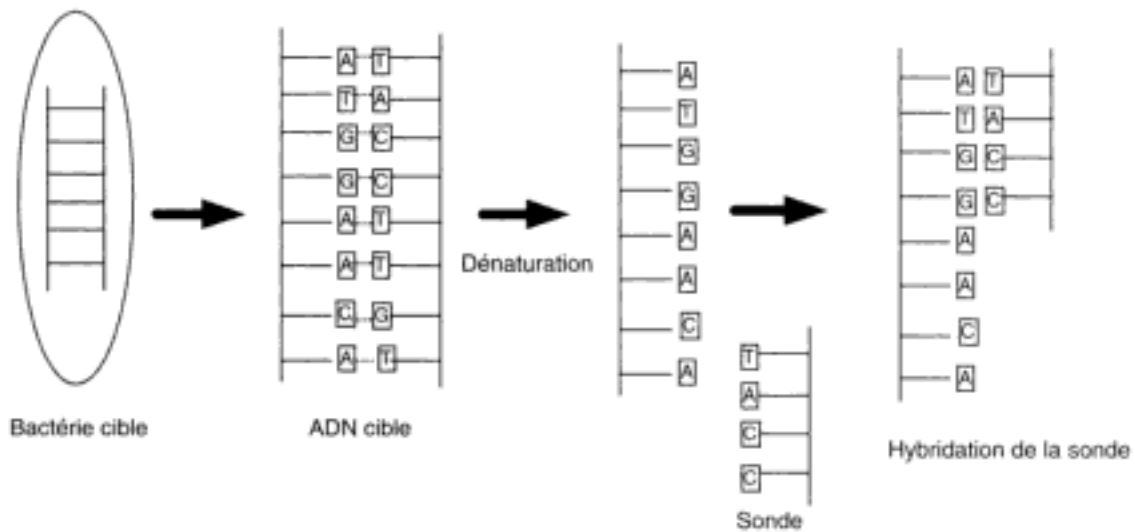 A T
T A
G C
G C
A T
A T
C G
A T
A
T
G
G
A
A
C
A
T
A
C
C
A T
T A
G C
G C
A
A
C
A
Dénaturation
Bactérie cible
ADN cible
Sonde
Hybridation de la sonde